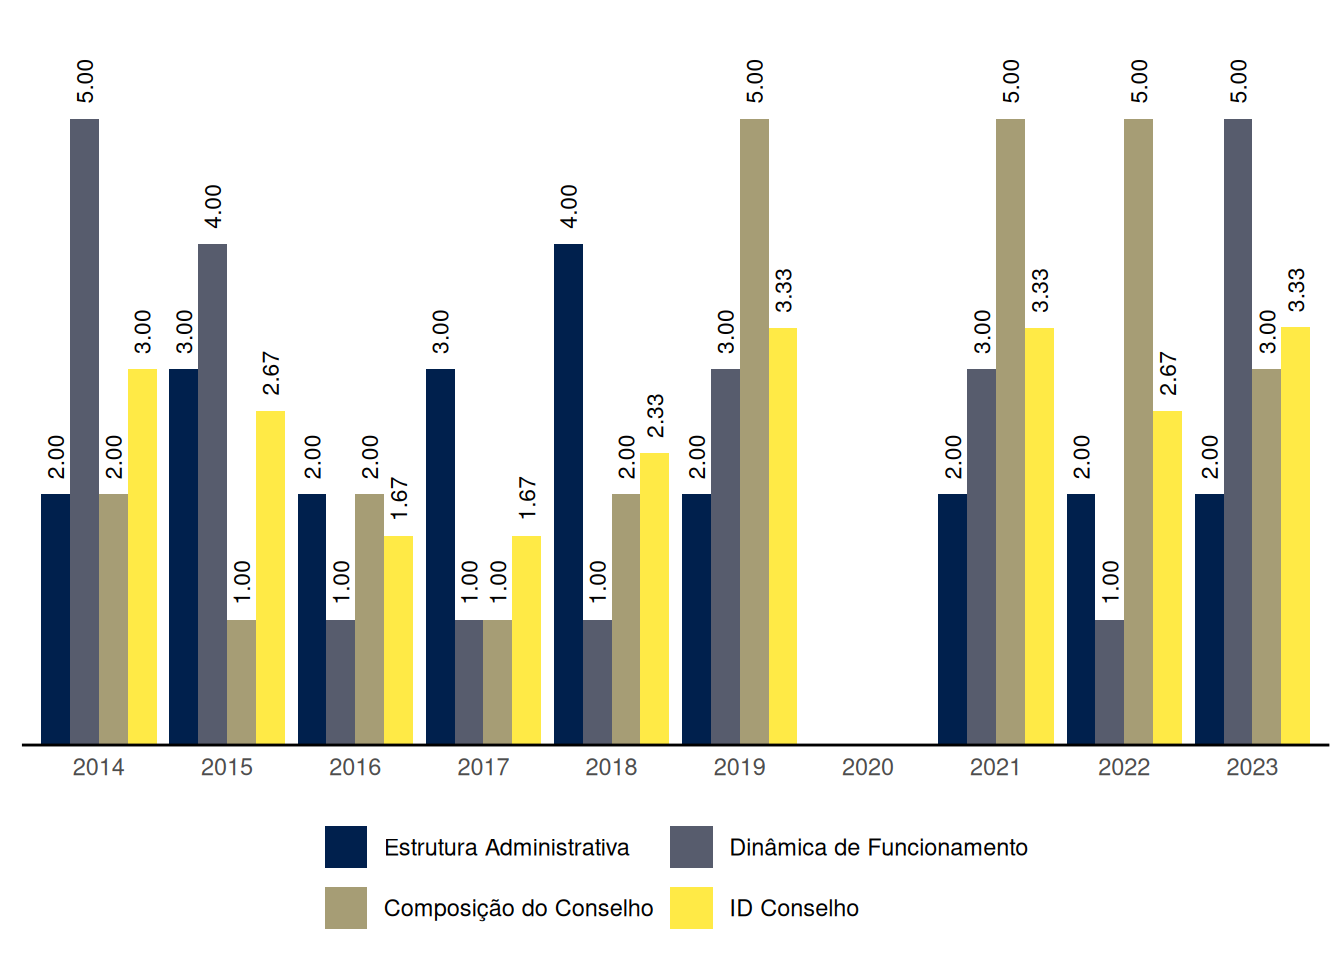 5.00 5.00 5.00 5.00 5.00
4.00 4.00
3.00 3.00 3.00 3.00 3.33 3.00 3.33 3.00 3.33
2.00 2.00 2.67 2.00 2.00 2.00 2.33 2.00 2.00 2.00 2.67 2.00
1.00 1.00 1.67 1.00 1.00 1.67 1.00 1.00
2014 2015 2016 2017 2018 2019 2020 2021 2022 2023
Estrutura Administrativa Dinâmica de Funcionamento
Composição do Conselho ID Conselho